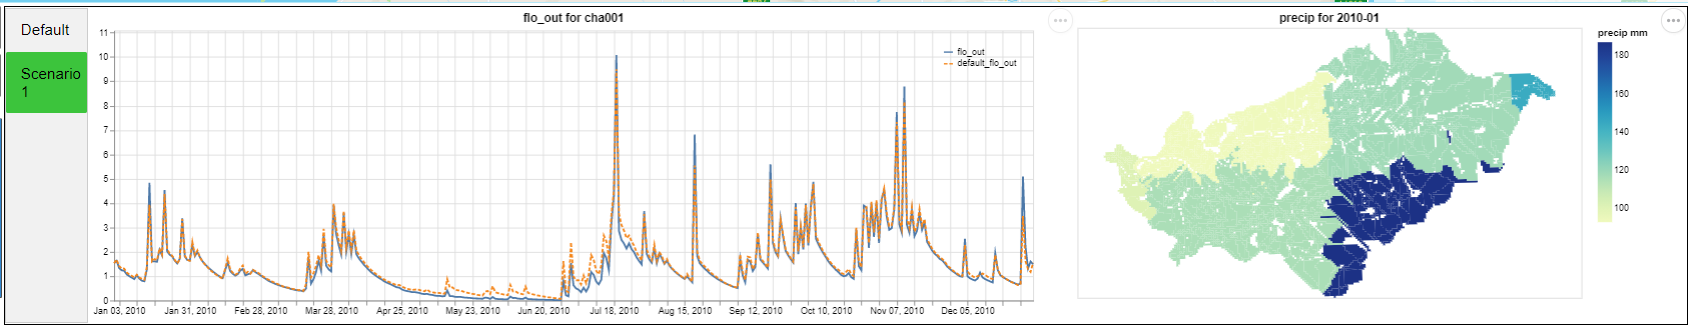 Default
Scenario
1
flo_out for cha001
11
10
9
8
7
6
5
4
3
2
1
0
Jan 03, 2010
Jan 31, 2010
Feb 28, 2010
Mar 28, 2010
Apr 25, 2010
May 23, 2010
Jun 20, 2010
Jul 18, 2010
Aug 15, 2010
Sep 12, 2010
Oct 10, 2010
Nov 07, 2010
Dec 05, 2010
flo_out
default_flo_out
precip for 2010-01
precip mm
180
160
140
120
100